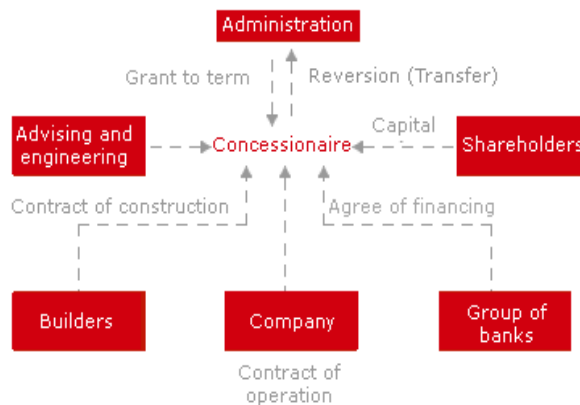 Administration
Grant to term
Reversion (Transfer)
Advising and
engineering
Concessionaire
Capital
Shareholders
Contract of construction
Agree of financing
Builders
Company
Group of
banks
Contract of
operation